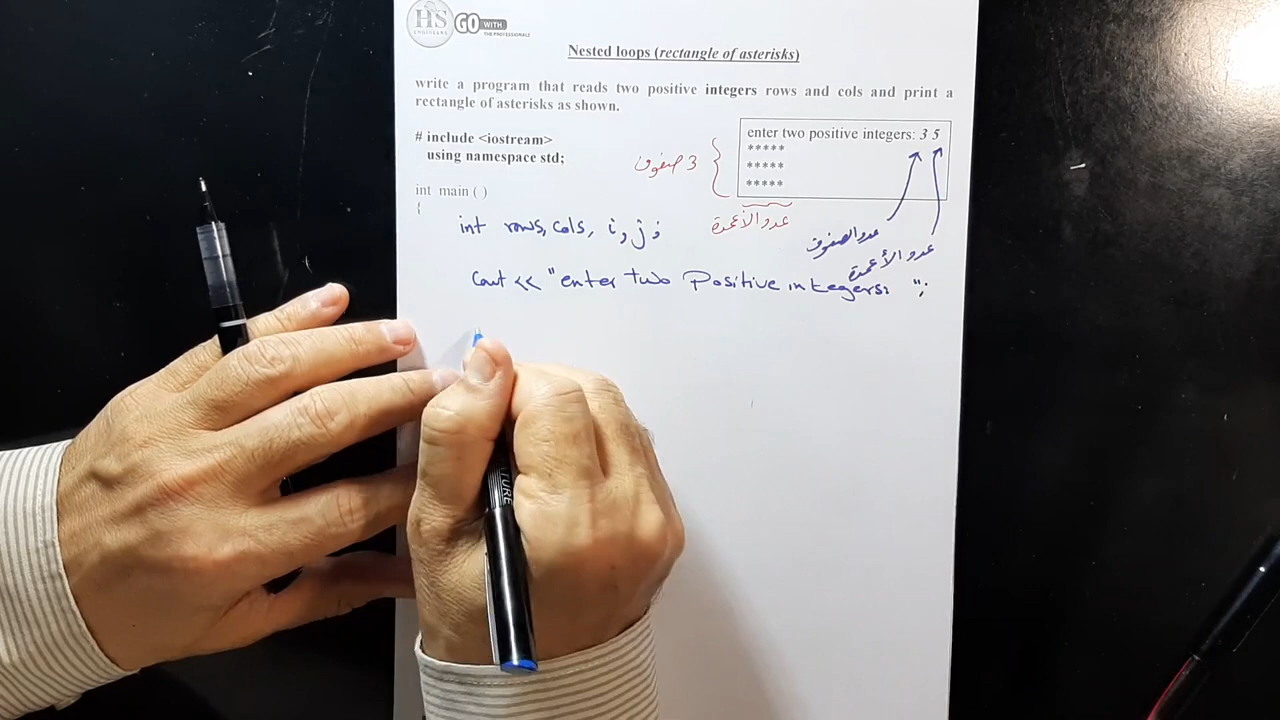 HS
ENGINEERS
GO WITH
THE PROFESSIONALS
Nested loops (rectangle of asterisks)
write a program that reads two positive integers rows and cols and print a
rectangle of asterisks as shown.
# include <iostream>
using namespace std;
int main ( )
{
enter two positive integers: 3 5
*****
*****
*****
3 صفوف
عدد الأعمدة
عدد الصفوف
عدد الأعمدة
int rows, cols, i, j;
Cout << "enter two Positive integers: ";
TURE